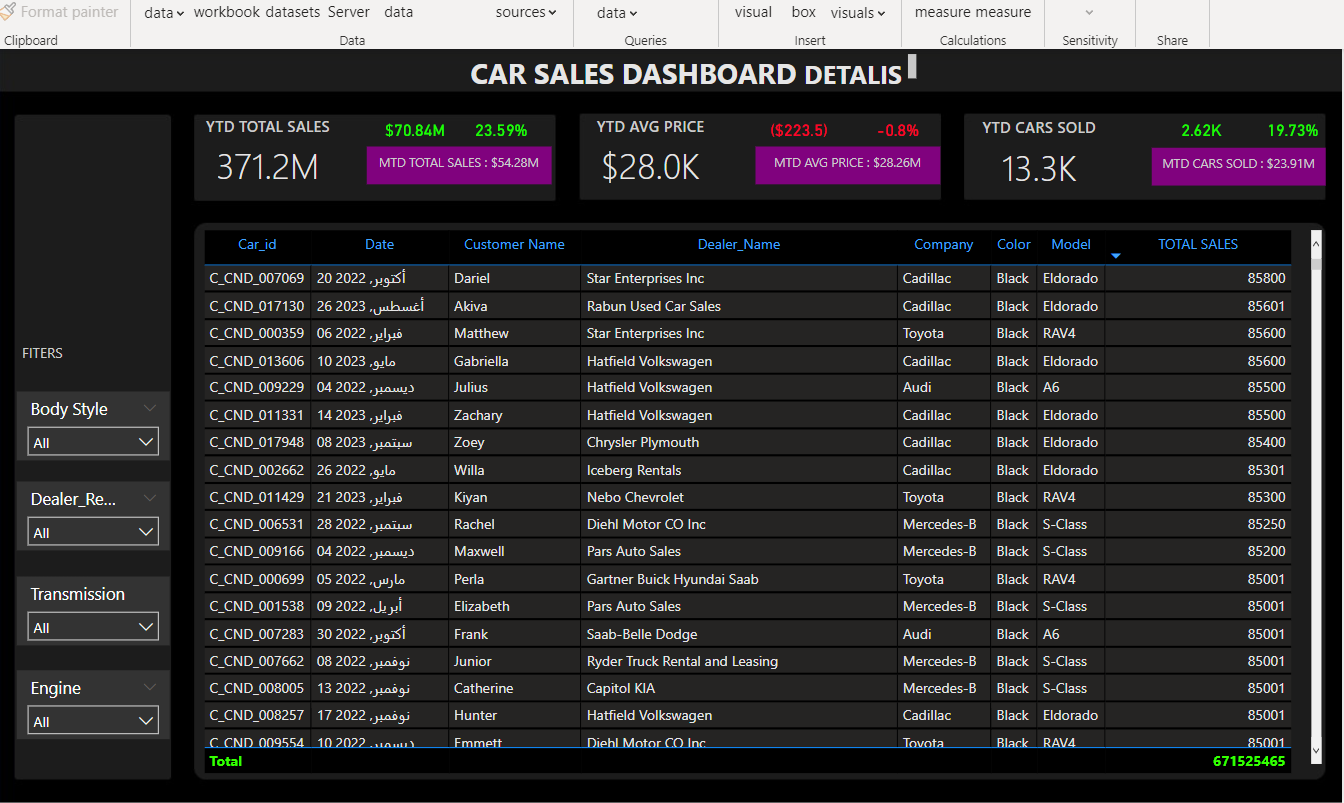 Format painter
data workbook datasets Server data sources data visual box visuals measure measure
Clipboard Data Queries Insert Calculations Sensitivity Share
CAR SALES DASHBOARD DETALIS
YTD TOTAL SALES $70.84M 23.59%
371.2M MTD TOTAL SALES : $54.28M
YTD AVG PRICE ($223.5) -0.8%
$28.0K MTD AVG PRICE : $28.26M
YTD CARS SOLD 2.62K 19.73%
13.3K MTD CARS SOLD : $23.91M
FITERS
Body Style
All
Dealer_Re...
All
Transmission
All
Engine
All
Car_id Date Customer Name Dealer_Name Company Color Model TOTAL SALES
C_CND_007069 20 أكتوبر, 2022 Dariel Star Enterprises Inc Cadillac Black Eldorado 85800
C_CND_017130 26 أغسطس, 2023 Akiva Rabun Used Car Sales Cadillac Black Eldorado 85601
C_CND_000359 06 فبراير, 2022 Matthew Star Enterprises Inc Toyota Black RAV4 85600
C_CND_013606 10 مايو, 2023 Gabriella Hatfield Volkswagen Cadillac Black Eldorado 85600
C_CND_009229 04 ديسمبر, 2022 Julius Hatfield Volkswagen Audi Black A6 85500
C_CND_011331 14 فبراير, 2023 Zachary Hatfield Volkswagen Cadillac Black Eldorado 85500
C_CND_017948 08 سبتمبر, 2023 Zoey Chrysler Plymouth Cadillac Black Eldorado 85400
C_CND_002662 26 مايو, 2022 Willa Iceberg Rentals Cadillac Black Eldorado 85301
C_CND_011429 21 فبراير, 2023 Kiyan Nebo Chevrolet Toyota Black RAV4 85300
C_CND_006531 28 سبتمبر, 2022 Rachel Diehl Motor CO Inc Mercedes-B Black S-Class 85250
C_CND_009166 04 ديسمبر, 2022 Maxwell Pars Auto Sales Mercedes-B Black S-Class 85200
C_CND_000699 05 مارس, 2022 Perla Gartner Buick Hyundai Saab Toyota Black RAV4 85001
C_CND_001538 09 أبريل, 2022 Elizabeth Pars Auto Sales Mercedes-B Black S-Class 85001
C_CND_007283 30 أكتوبر, 2022 Frank Saab-Belle Dodge Audi Black A6 85001
C_CND_007662 08 نوفمبر, 2022 Junior Ryder Truck Rental and Leasing Mercedes-B Black S-Class 85001
C_CND_008005 13 نوفمبر, 2022 Catherine Capitol KIA Mercedes-B Black S-Class 85001
C_CND_008257 17 نوفمبر, 2022 Hunter Hatfield Volkswagen Cadillac Black Eldorado 85001
C_CND_009554 10 ديسمبر, 2022 Emmett Diehl Motor CO Inc Toyota Black RAV4 85001
Total 671525465